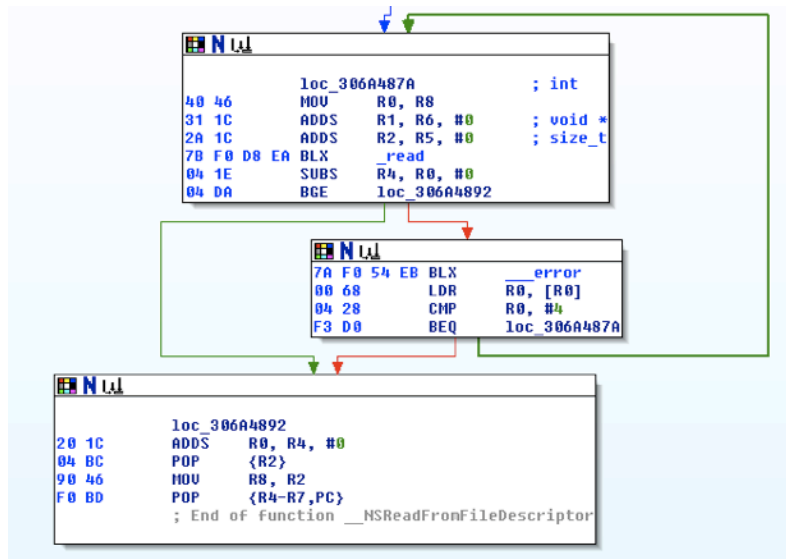 loc_306A487A ; int
40 46 MOV R0, R8
31 1C ADDS R1, R6, #0 ; void *
2A 1C ADDS R2, R5, #0 ; size_t
7B F0 D8 EA BLX _read
04 1E SUBS R4, R0, #0
04 DA BGE loc_306A4892
7A F0 54 EB BLX ___error
00 68 LDR R0, [R0]
04 28 CMP R0, #4
F3 D0 BEQ loc_306A487A
loc_306A4892
20 1C ADDS R0, R4, #0
04 BC POP {R2}
90 46 MOV R8, R2
F0 BD POP {R4-R7,PC}
; End of function __NSReadFromFileDescriptor